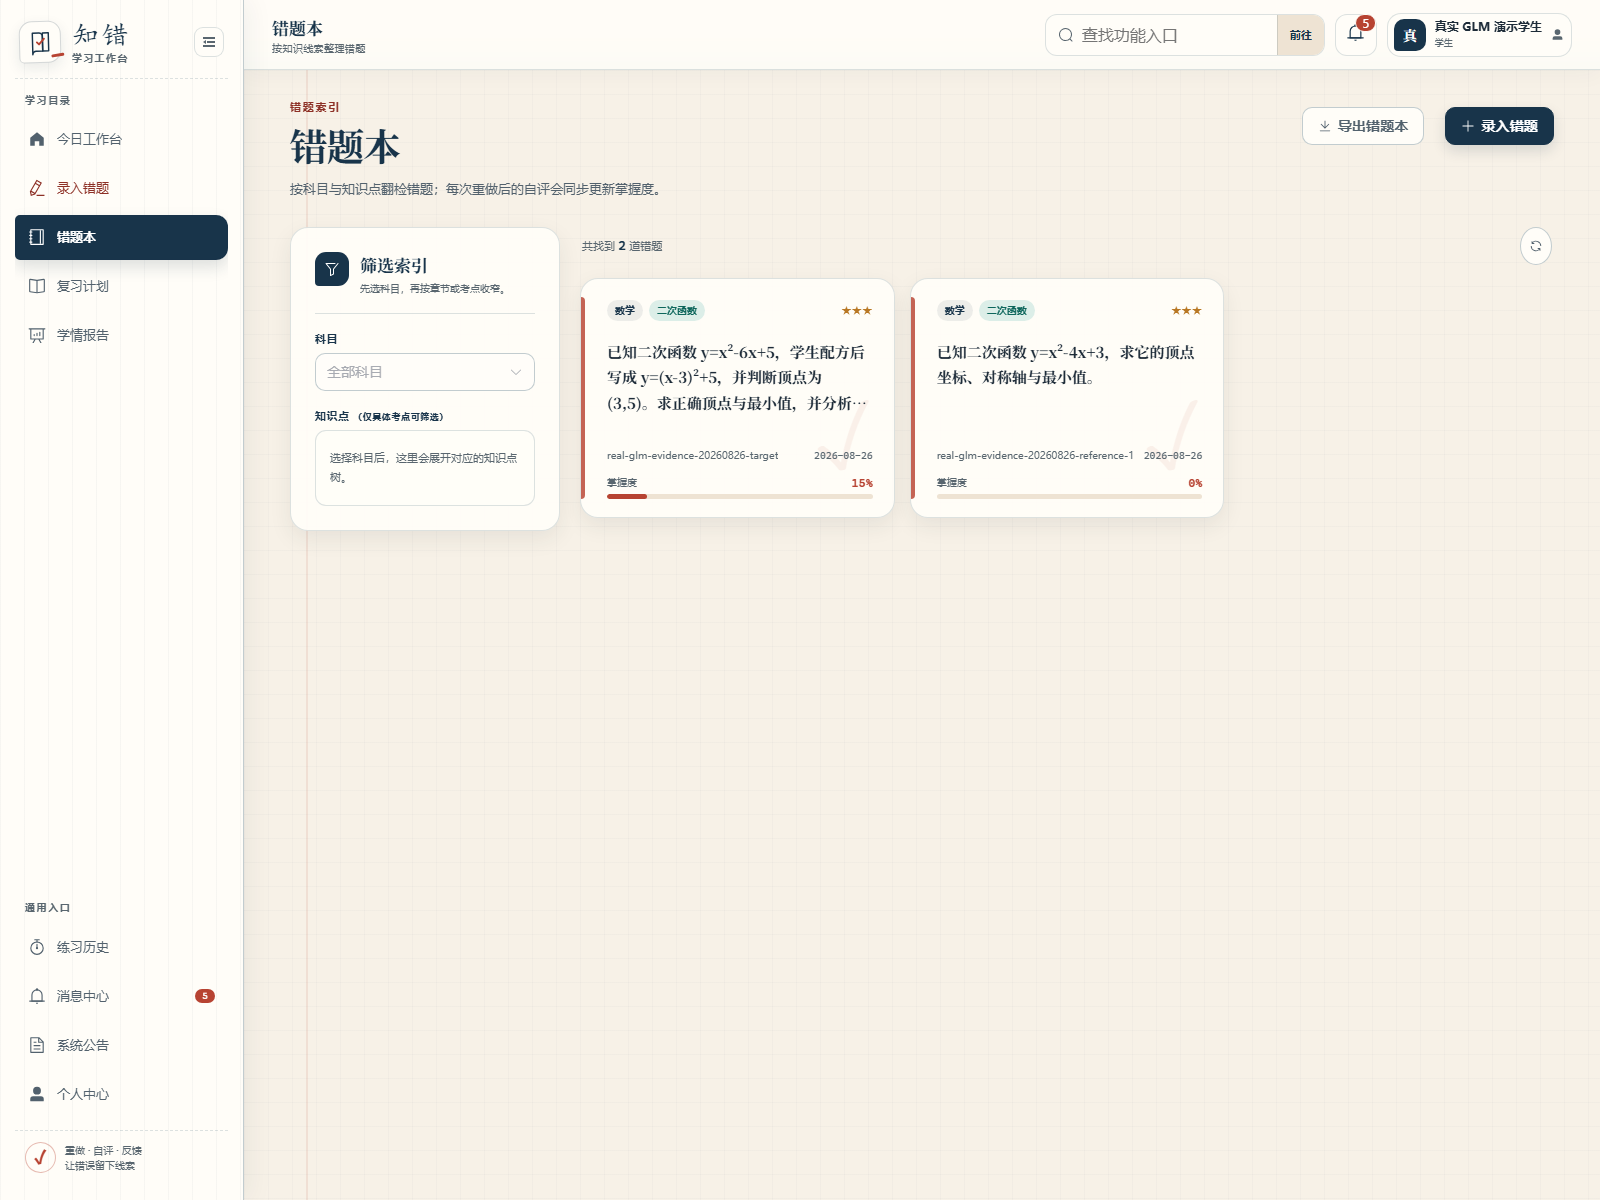 知错
学习工作台
学习目录
今日工作台
录入错题
错题本
复习计划
学情报告
通用入口
练习历史
消息中心
5
系统公告
个人中心
重做·自评·反馈
让错误留下线索
错题本
按知识线索整理错题
查找功能入口
前往
5
真
真实 GLM 演示学生
学生
错题索引
错题本
按科目与知识点翻检错题；每次重做后的自评会同步更新掌握度。
导出错题本
录入错题
筛选索引
先选科目，再按章节或考点收窄。
科目
全部科目
知识点 （仅具体考点可筛选）
选择科目后，这里会展开对应的知识点
树。
共找到 2 道错题
数学 二次函数 ★★★
已知二次函数 y=x²-6x+5，学生配方后
写成 y=(x-3)²+5，并判断顶点为
(3,5)。求正确顶点与最小值，并分析…
real-glm-evidence-20260826-target 2026-08-26
掌握度 15%
数学 二次函数 ★★★
已知二次函数 y=x²-4x+3，求它的顶点
坐标、对称轴与最小值。
real-glm-evidence-20260826-reference-1 2026-08-26
掌握度 0%